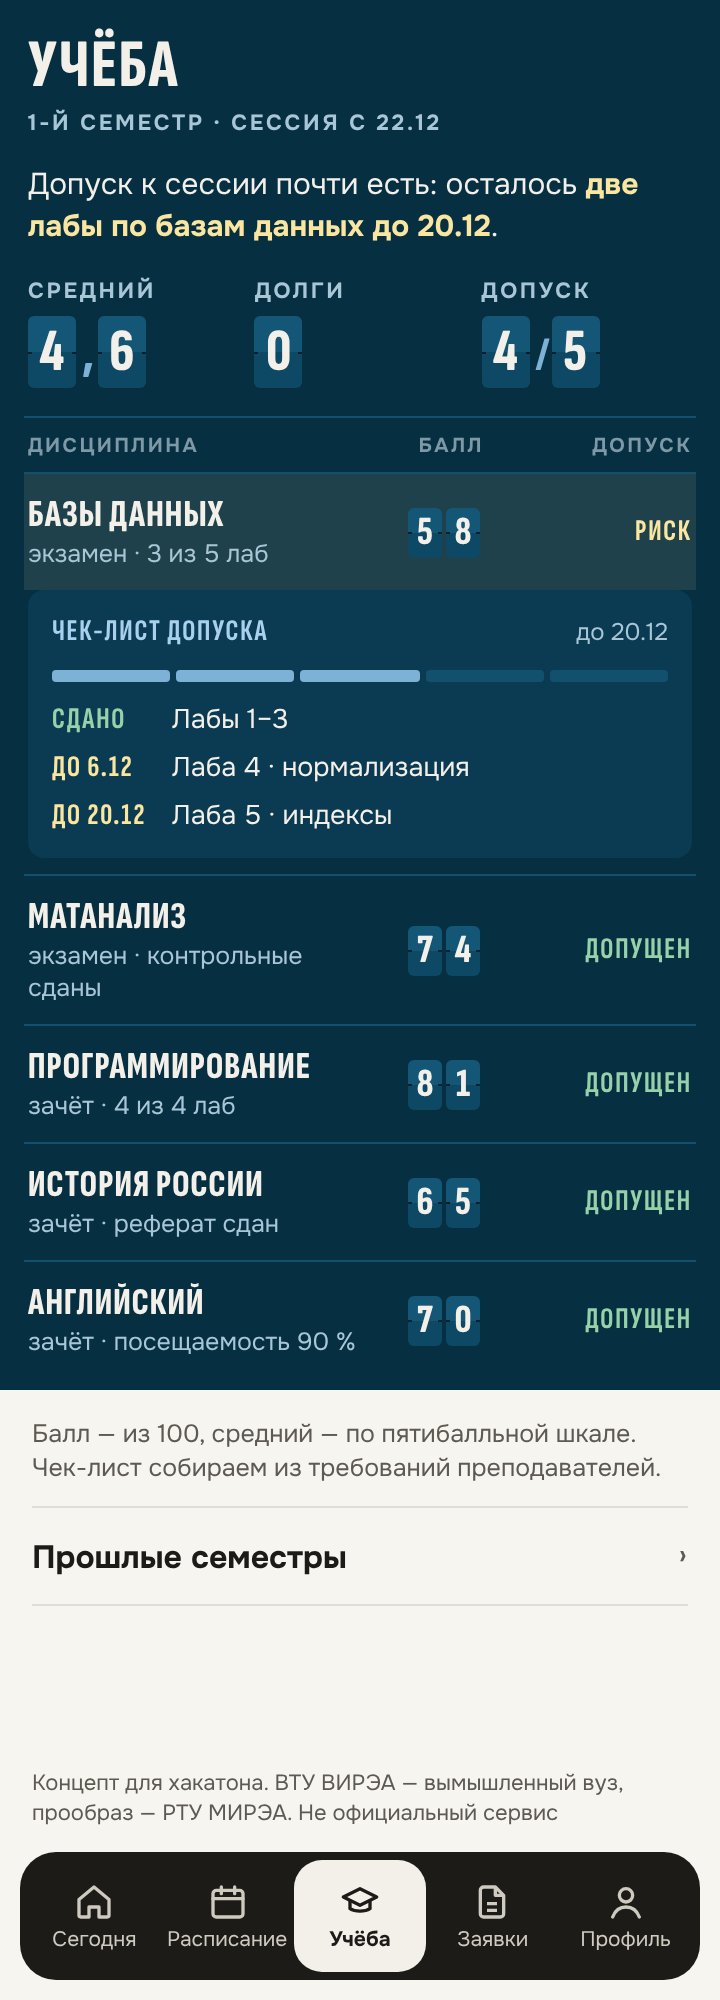 УЧЁБА
1-Й СЕМЕСТР · СЕССИЯ С 22.12
Допуск к сессии почти есть: осталось две
лабы по базам данных до 20.12.
СРЕДНИЙ ДОЛГИ ДОПУСК
4,6 0 4/5
ДИСЦИПЛИНА БАЛЛ ДОПУСК
БАЗЫ ДАННЫХ 58 РИСК
экзамен · 3 из 5 лаб
ЧЕК-ЛИСТ ДОПУСКА до 20.12
СДАНО Лабы 1–3
ДО 6.12 Лаба 4 · нормализация
ДО 20.12 Лаба 5 · индексы
МАТАНАЛИЗ 74 ДОПУЩЕН
экзамен · контрольные
сданы
ПРОГРАММИРОВАНИЕ 81 ДОПУЩЕН
зачёт · 4 из 4 лаб
ИСТОРИЯ РОССИИ 65 ДОПУЩЕН
зачёт · реферат сдан
АНГЛИЙСКИЙ 70 ДОПУЩЕН
зачёт · посещаемость 90 %
Балл — из 100, средний — по пятибалльной шкале.
Чек-лист собираем из требований преподавателей.
Прошлые семестры ›
Концепт для хакатона. ВТУ ВИРЭА — вымышленный вуз,
прообраз — РТУ МИРЭА. Не официальный сервис
Сегодня Расписание Учёба Заявки Профиль